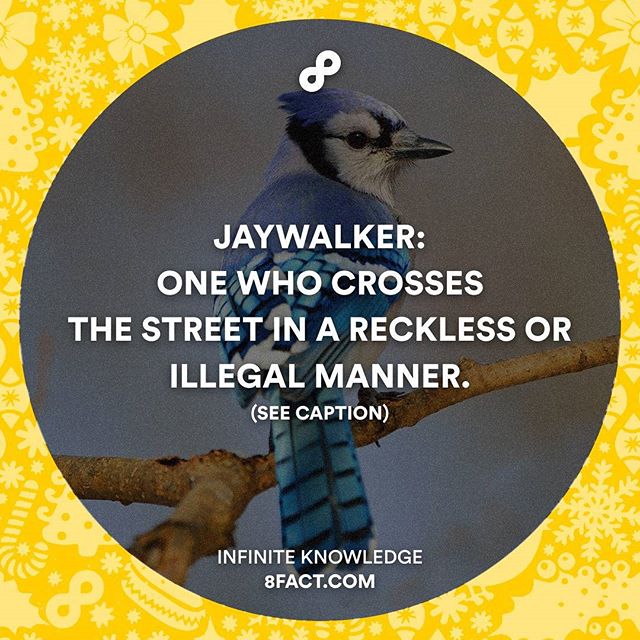 JAYWALKER:
ONE WHO CROSSES
THE STREET IN A RECKLESS OR
ILLEGAL MANNER.
(SEE CAPTION)
INFINITE KNOWLEDGE
8FACT.COM